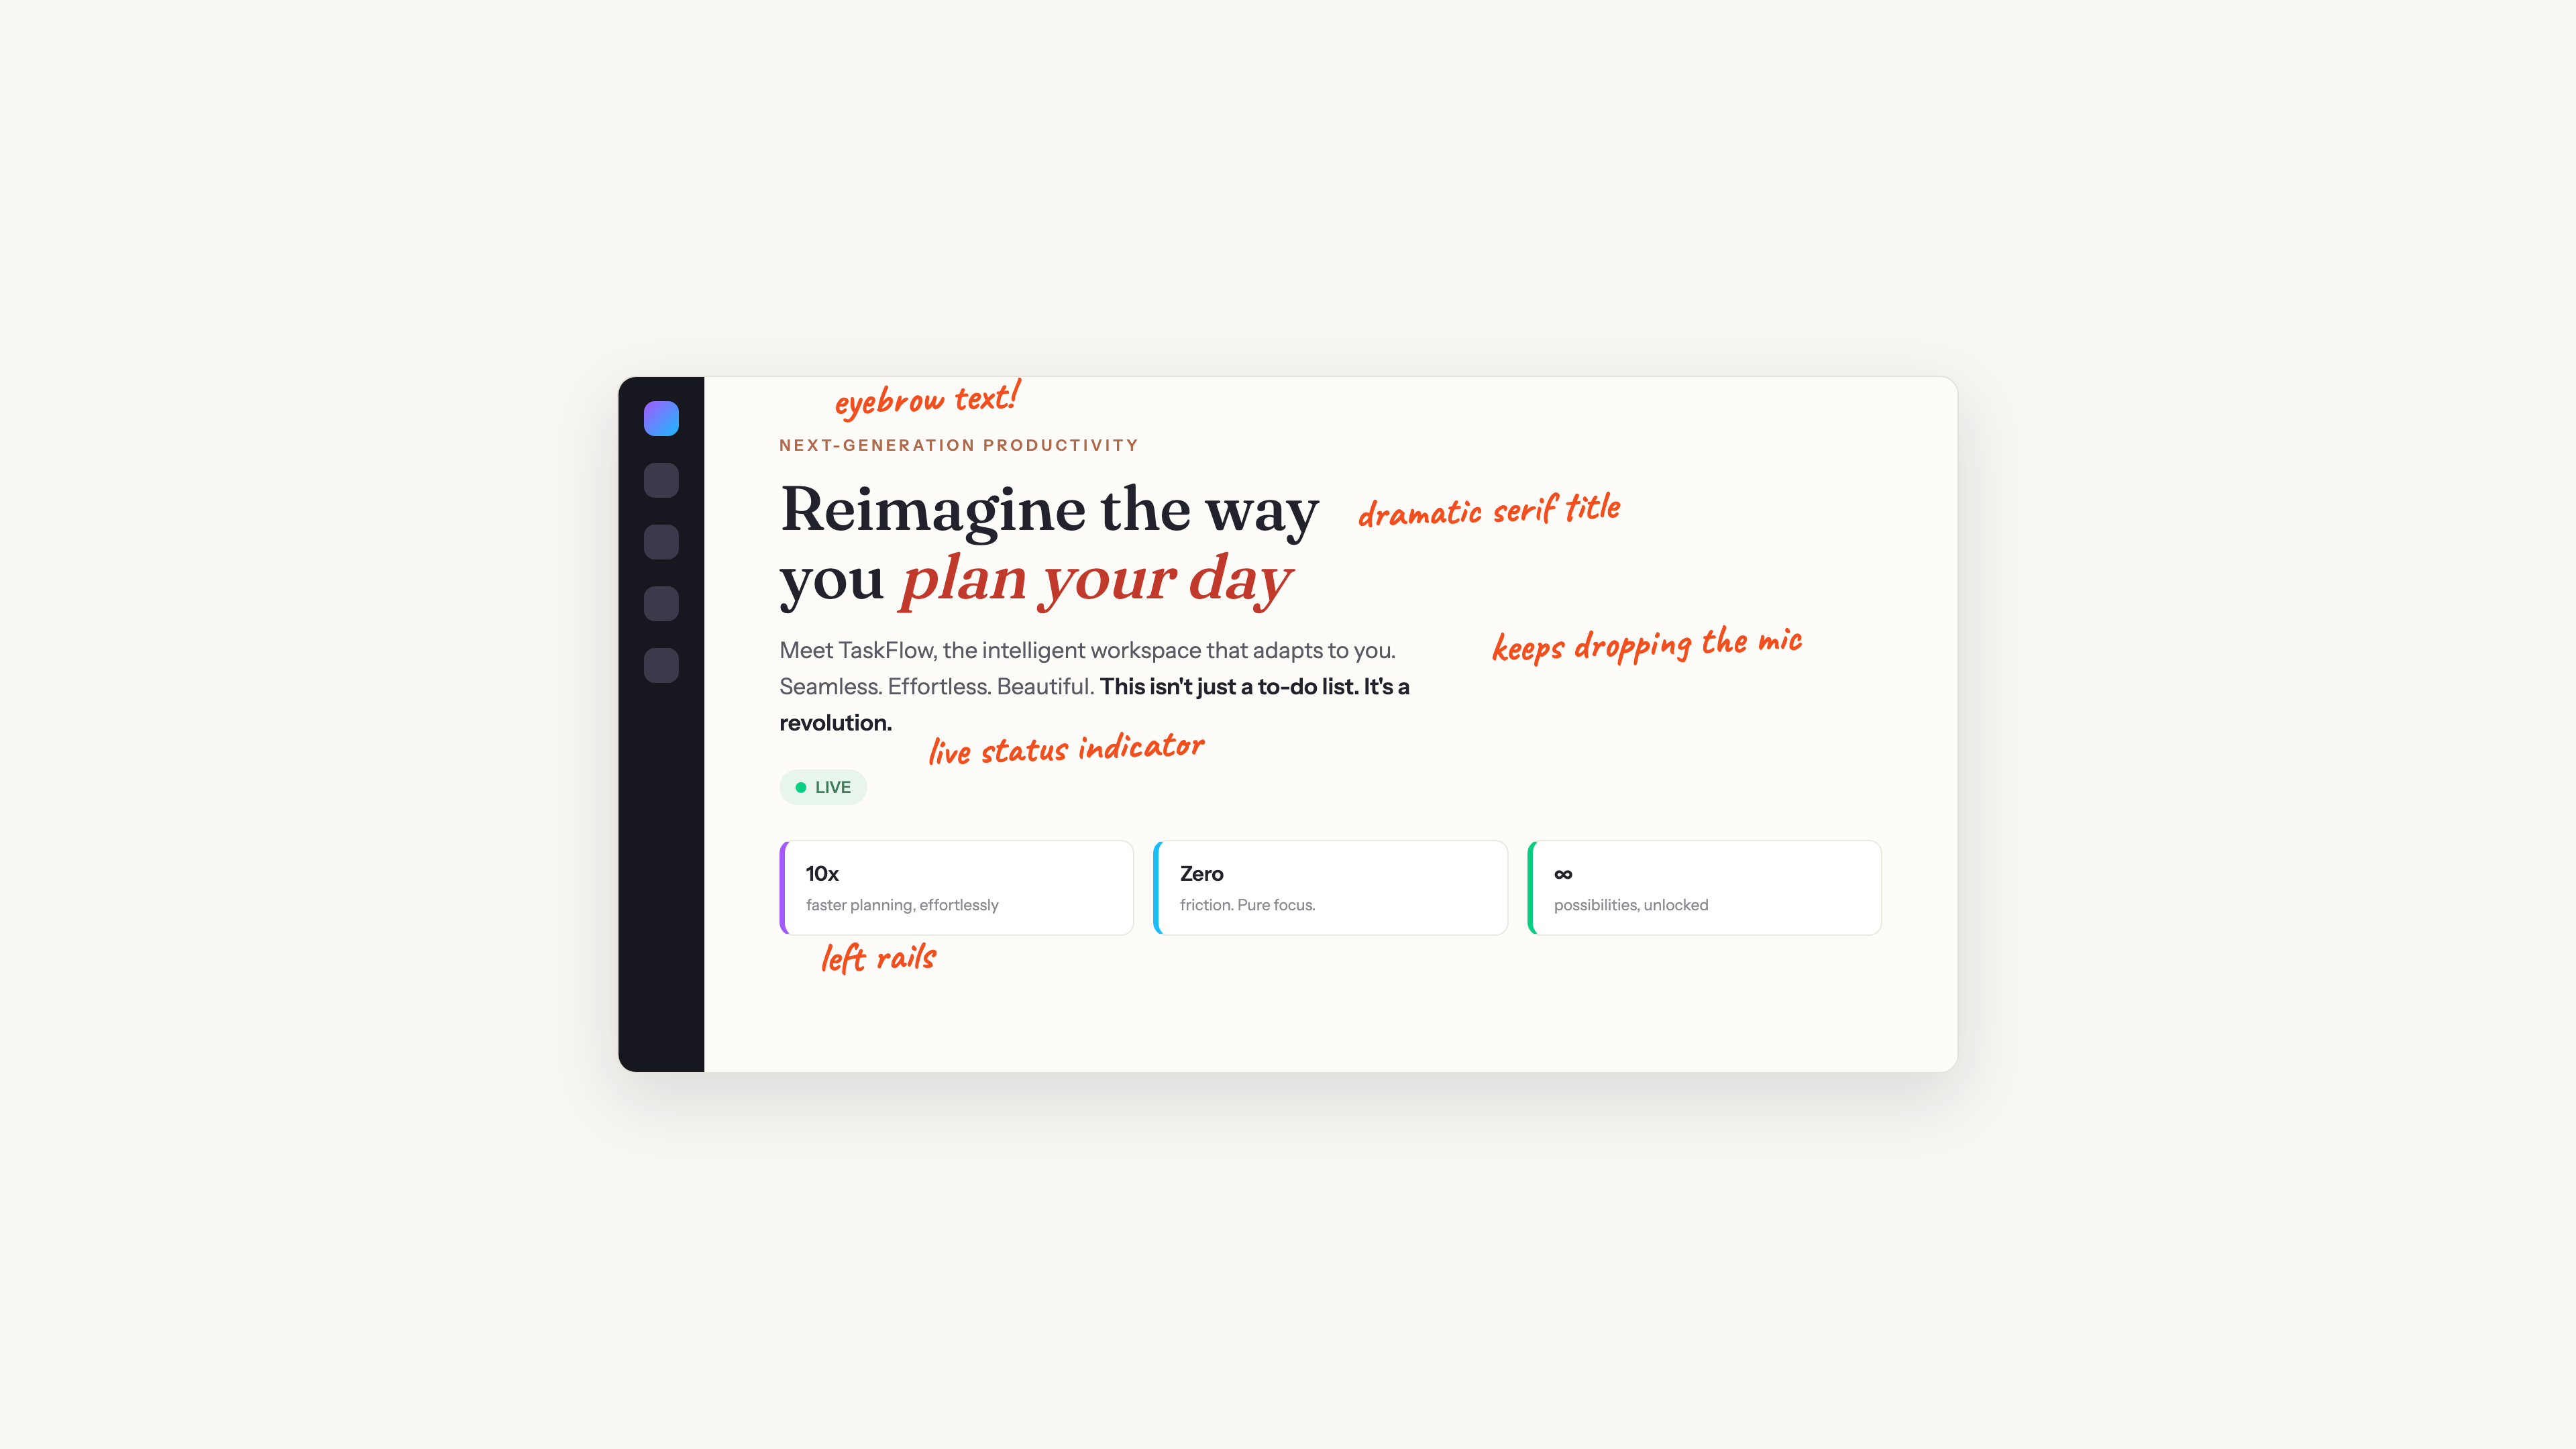 eyebrow text!
NEXT-GENERATION PRODUCTIVITY
Reimagine the way
dramatic serif title
you plan your day
Meet TaskFlow, the intelligent workspace that adapts to you.
keeps dropping the mic
Seamless. Effortless. Beautiful. This isn't just a to-do list. It's a
revolution.
live status indicator
LIVE
10x
faster planning, effortlessly
Zero
friction. Pure focus.
∞
possibilities, unlocked
left rails